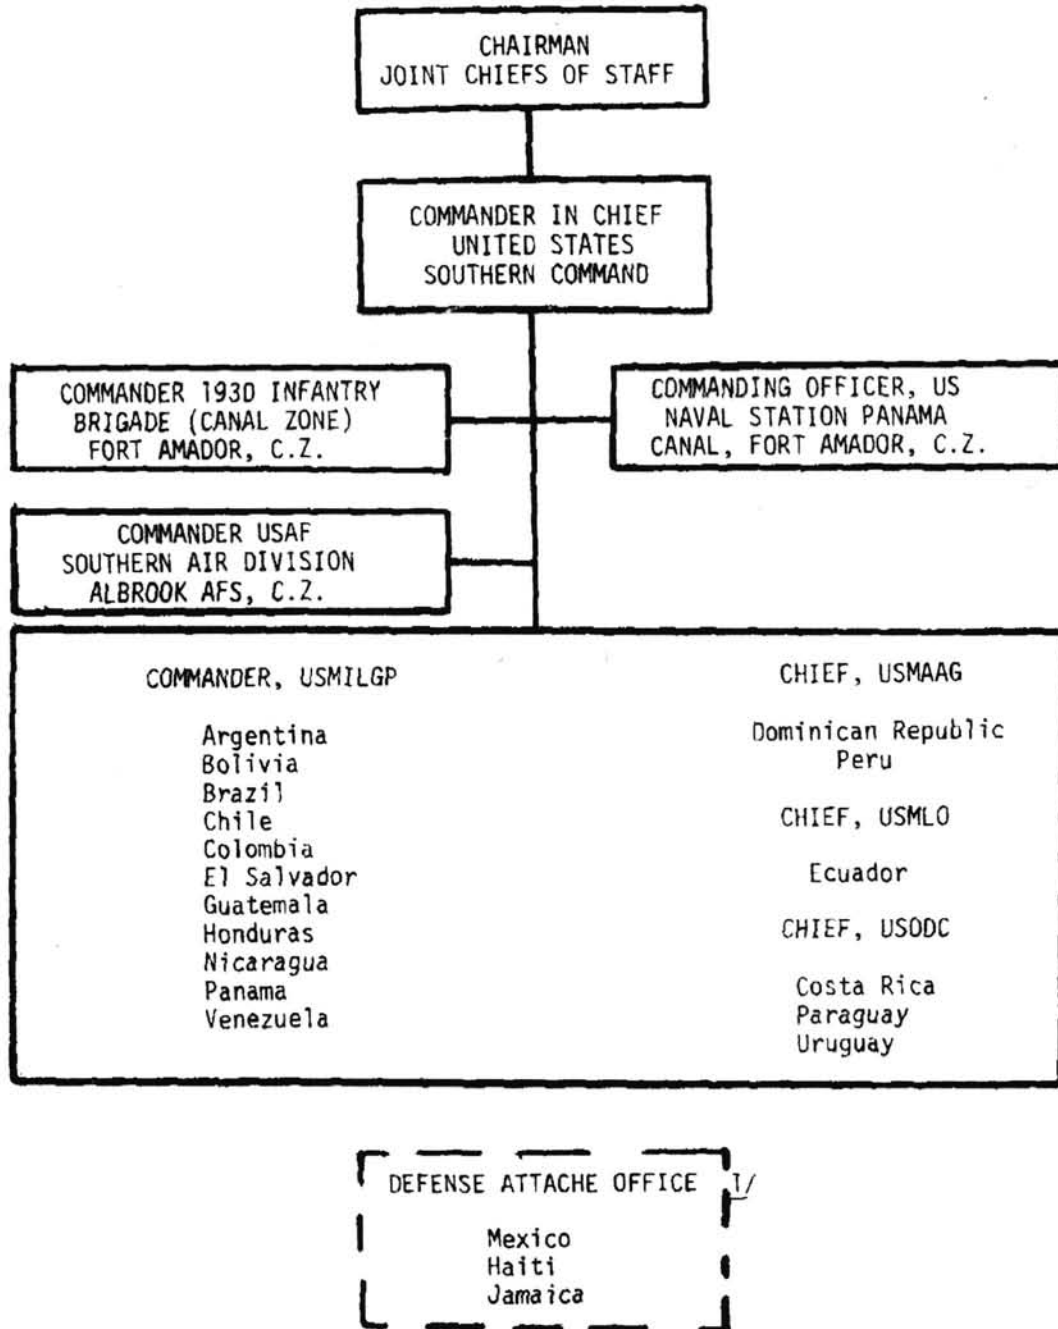 CHAIRMAN
JOINT CHIEFS OF STAFF
COMMANDER IN CHIEF
UNITED STATES
SOUTHERN COMMAND
COMMANDER 193D INFANTRY
BRIGADE (CANAL ZONE)
FORT AMADOR, C.Z.
COMMANDING OFFICER, US
NAVAL STATION PANAMA
CANAL, FORT AMADOR, C.Z.
COMMANDER USAF
SOUTHERN AIR DIVISION
ALBROOK AFS, C.Z.
COMMANDER, USMILGP
Argentina
Bolivia
Brazil
Chile
Colombia
El Salvador
Guatemala
Honduras
Nicaragua
Panama
Venezuela
CHIEF, USMAAG
Dominican Republic
Peru
CHIEF, USMLO
Ecuador
CHIEF, USODC
Costa Rica
Paraguay
Uruguay
DEFENSE ATTACHE OFFICE 1/
Mexico
Haiti
Jamaica